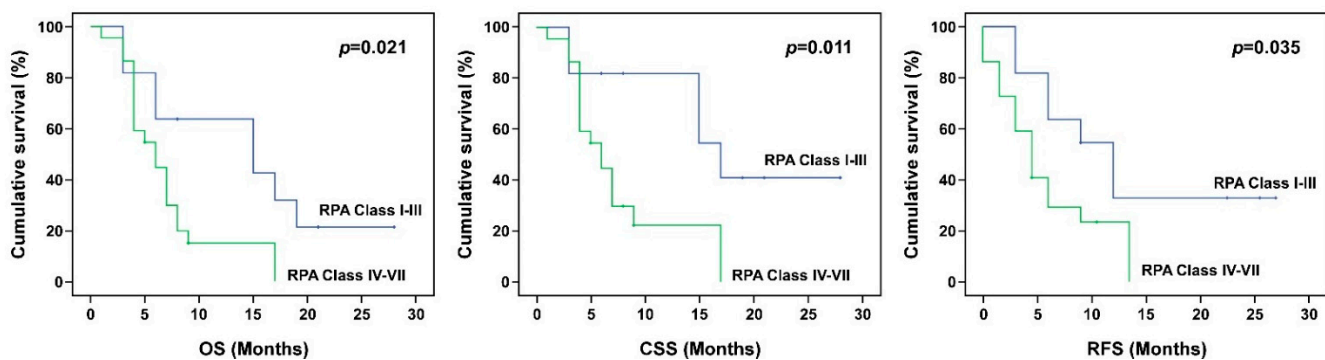 Cumulative survival (%)
100
80
60
40
20
0
p=0.021
RPA Class I-III
RPA Class IV-VII
0 5 10 15 20 25 30
OS (Months)
Cumulative survival (%)
100
80
60
40
20
0
p=0.011
RPA Class I-III
RPA Class IV-VII
0 5 10 15 20 25 30
CSS (Months)
Cumulative survival (%)
100
80
60
40
20
0
p=0.035
RPA Class I-III
RPA Class IV-VII
0 5 10 15 20 25 30
RFS (Months)